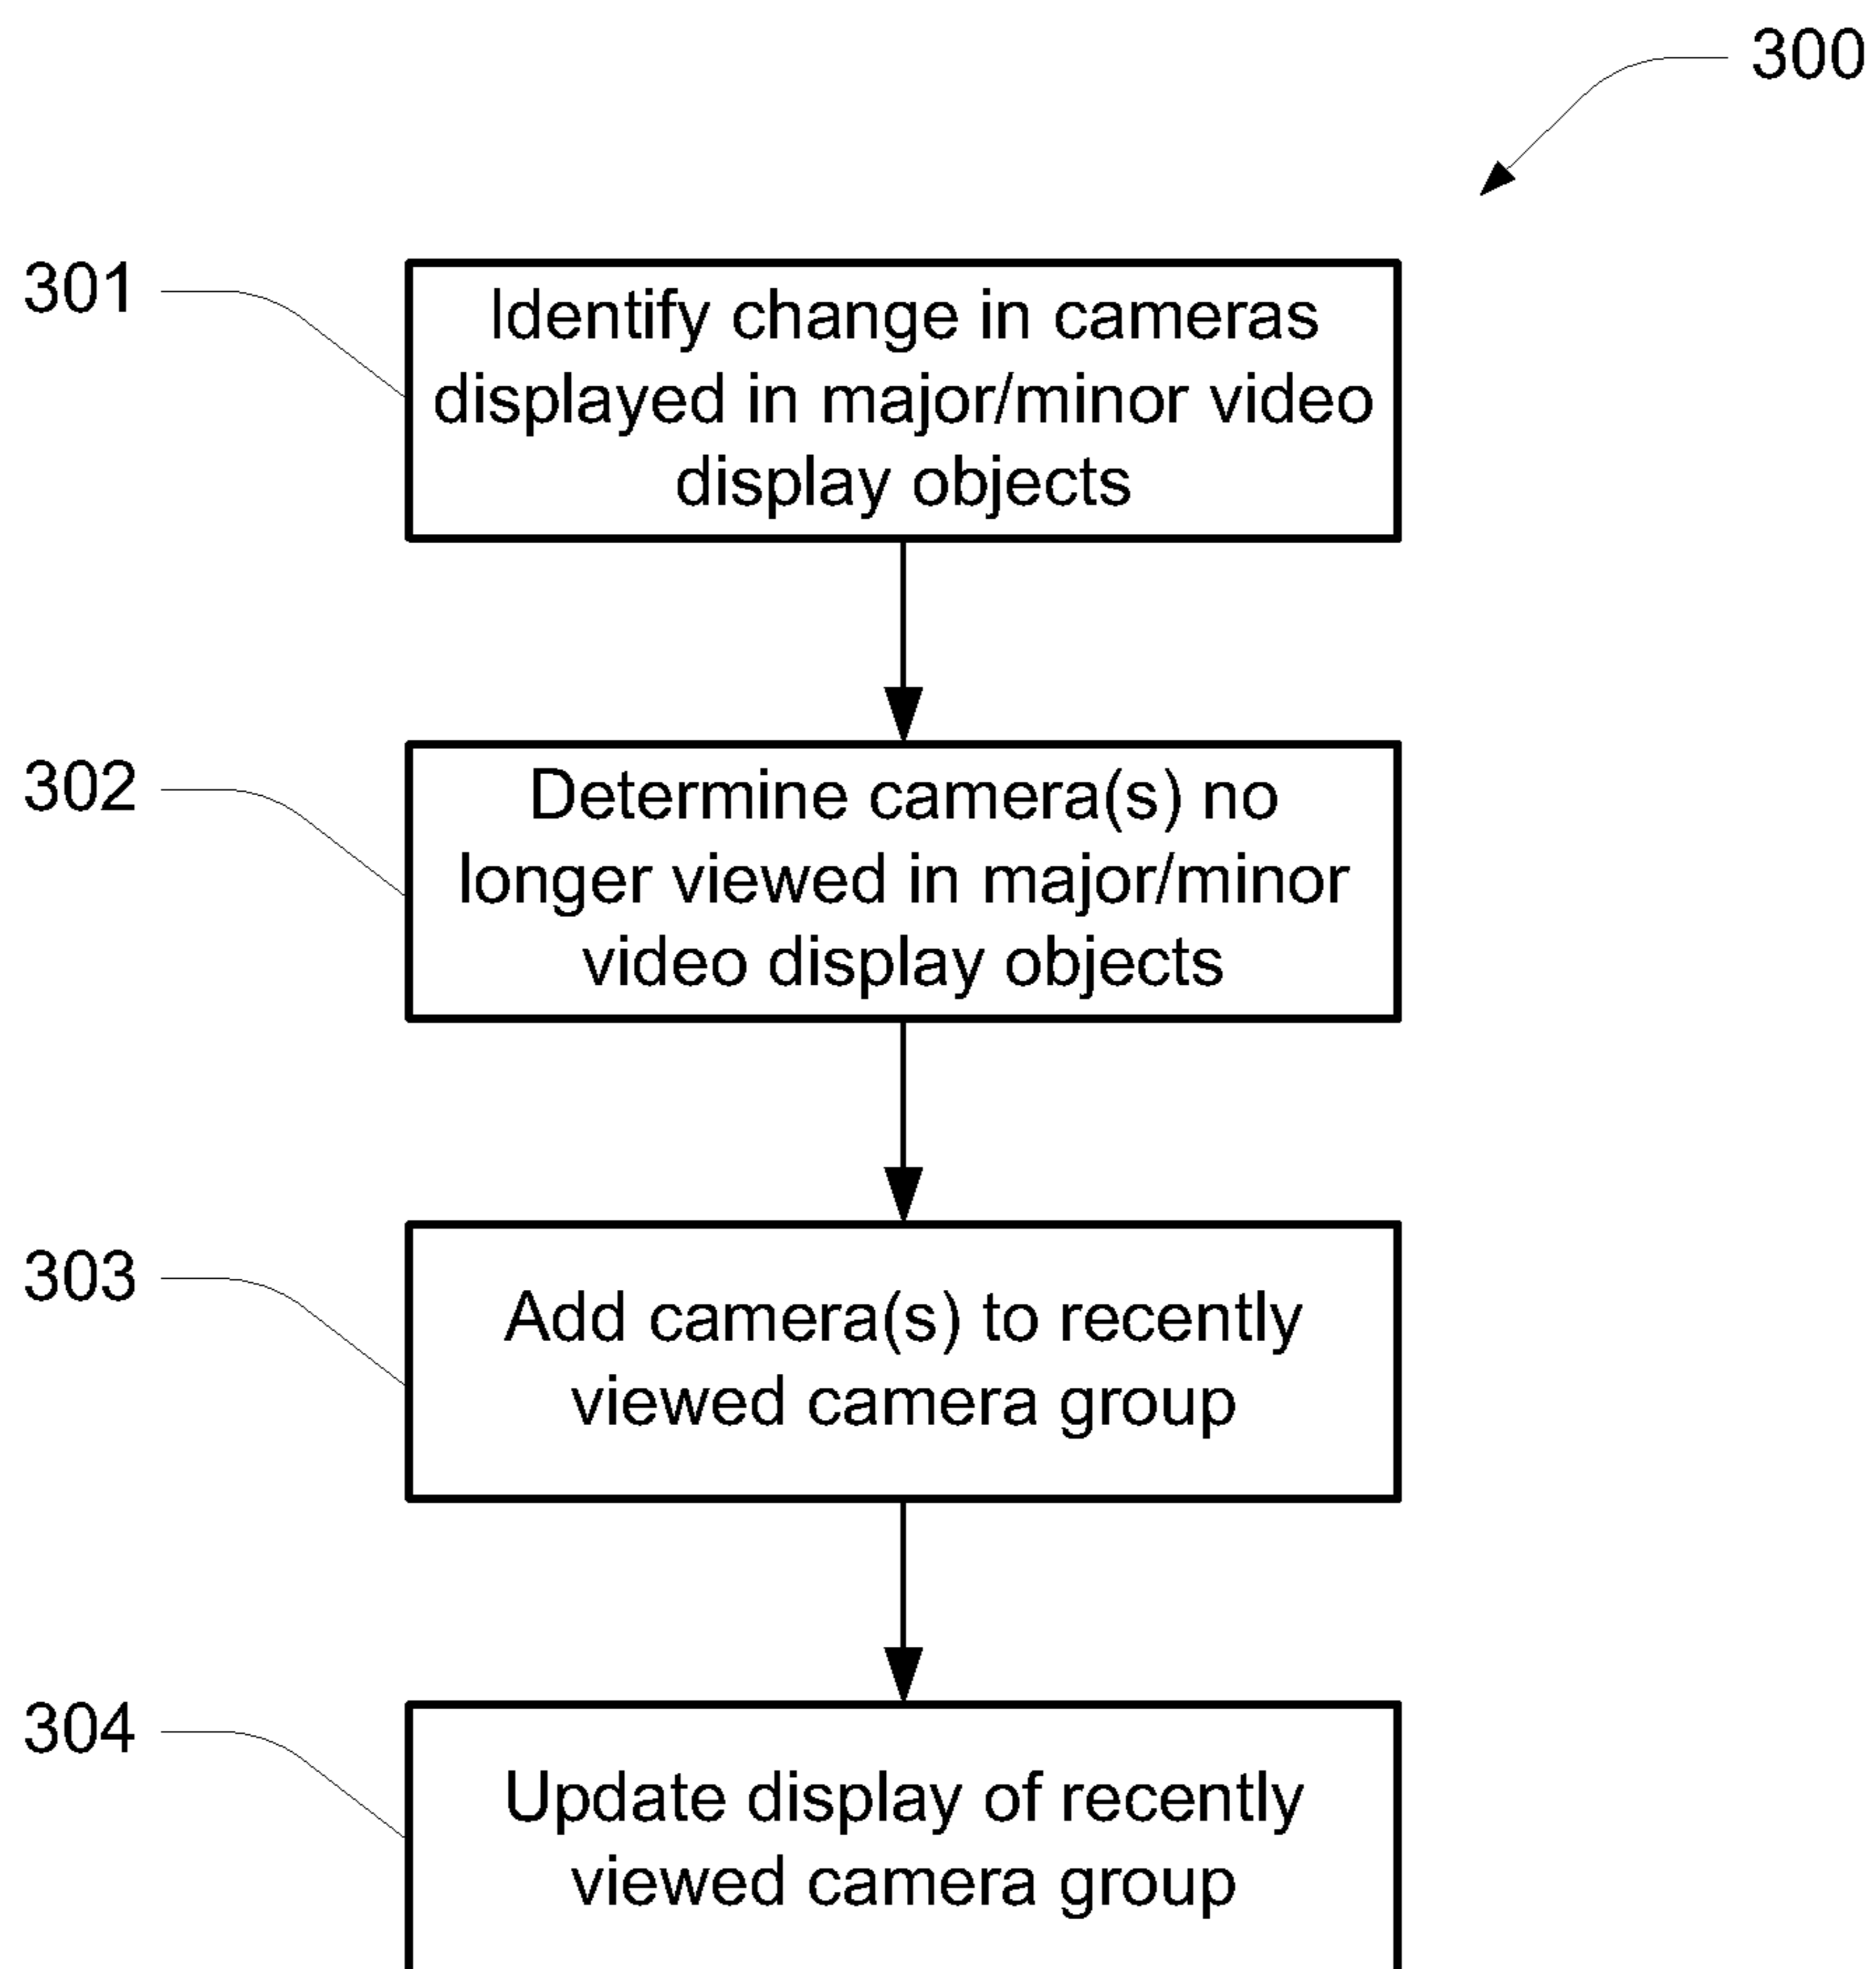 300
301
Identify change in cameras
displayed in major/minor video
display objects
302
Determine camera(s) no
longer viewed in major/minor
video display objects
303
Add camera(s) to recently
viewed camera group
304
Update display of recently
viewed camera group